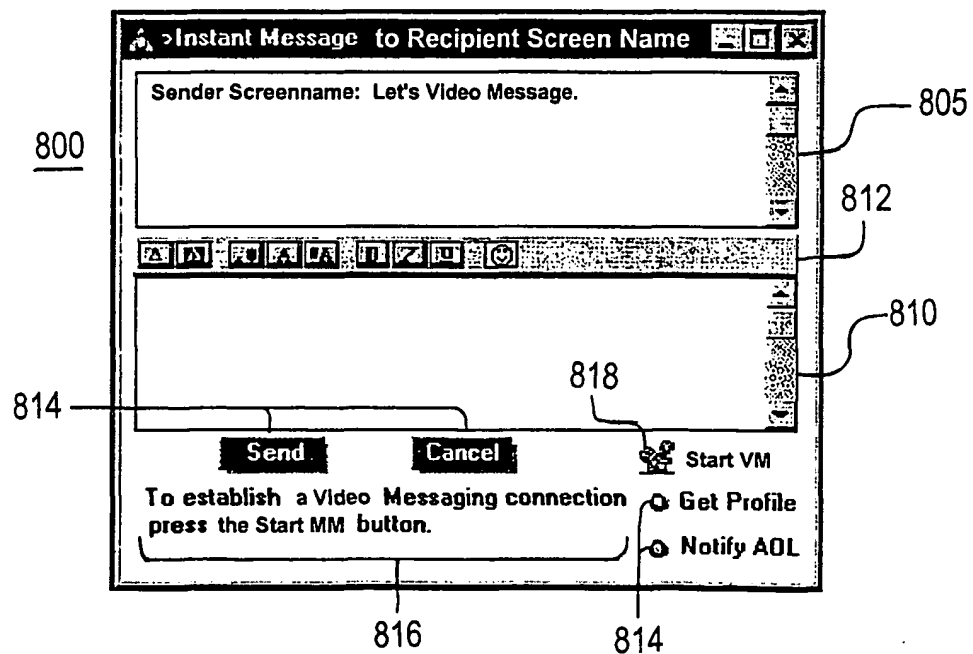 >Instant Message to Recipient Screen Name
Sender Screenname: Let's Video Message.
805
800
812
810
818
814
Send
Cancel
Start VM
To establish a Video Messaging connection
press the Start MM button.
Get Profile
Notify AOL
816
814